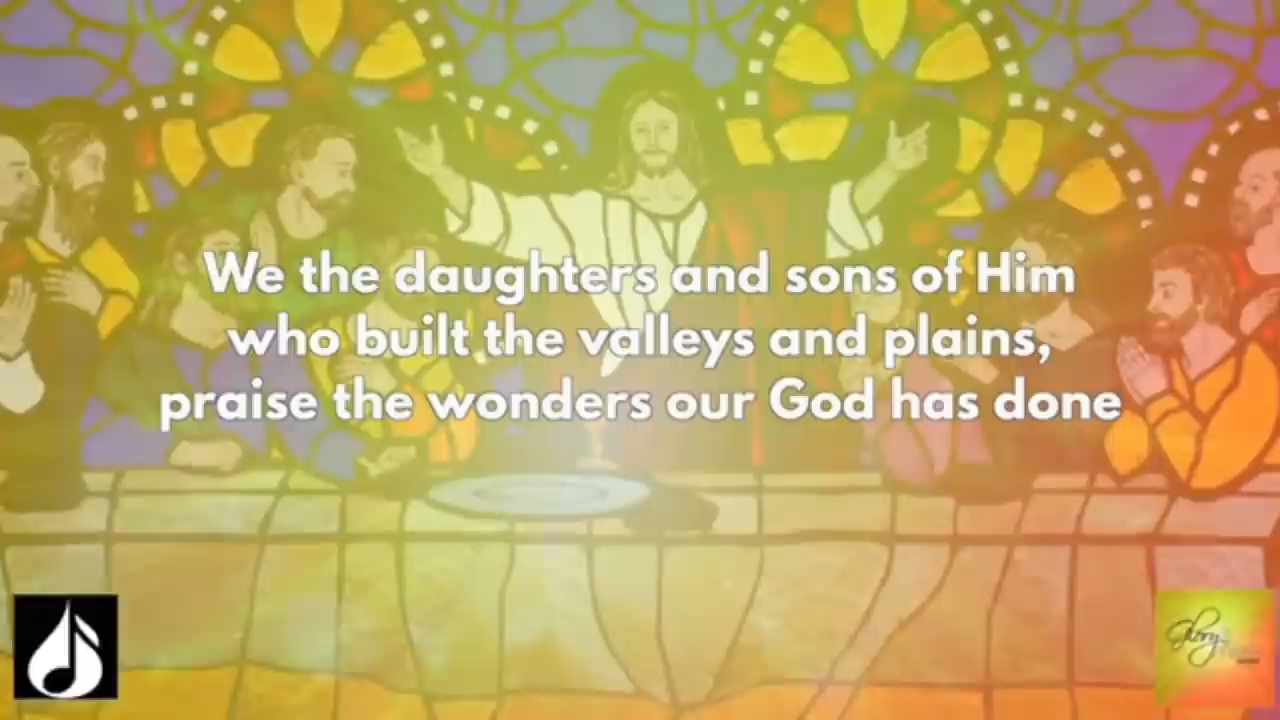 We the daughters and sons of Him
who built the valleys and plains,
praise the wonders our God has done
Glory